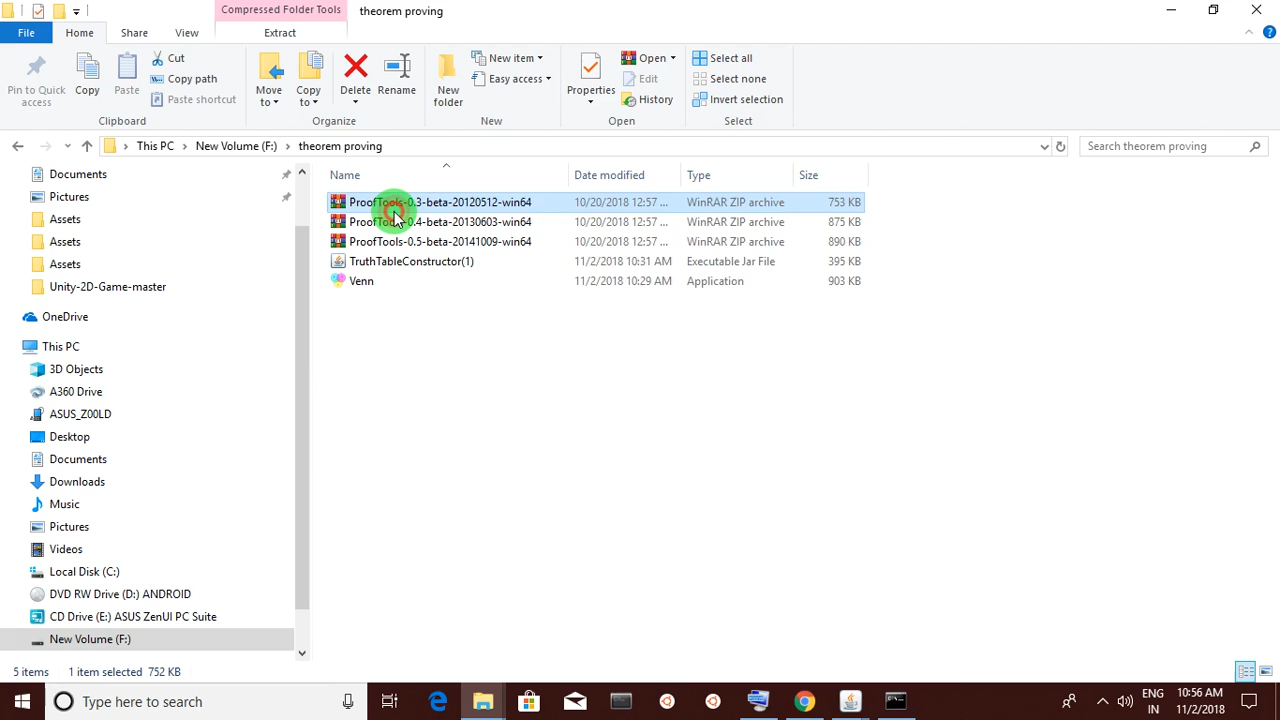 Compressed Folder Tools theorem proving
File Home Share View Extract
Pin to Quick access
Copy
Paste
Cut
Copy path
Paste shortcut
Clipboard
Move to
Copy to
Delete
Rename
Organize
New folder
New item
Easy access
New
Properties
Open
Edit
History
Open
Select all
Select none
Invert selection
Select
This PC New Volume (F:) theorem proving Search theorem proving
Documents
Pictures
Assets
Assets
Assets
Unity-2D-Game-master
OneDrive
This PC
3D Objects
A360 Drive
ASUS_Z00LD
Desktop
Documents
Downloads
Music
Pictures
Videos
Local Disk (C:)
DVD RW Drive (D:) ANDROID
CD Drive (E:) ASUS ZenUI PC Suite
New Volume (F:)
Name Date modified Type Size
ProofTools-0.3-beta-20120512-win64 10/20/2018 12:57 ... WinRAR ZIP archive 753 KB
ProofTools-0.4-beta-20130603-win64 10/20/2018 12:57 ... WinRAR ZIP archive 875 KB
ProofTools-0.5-beta-20141009-win64 10/20/2018 12:57 ... WinRAR ZIP archive 890 KB
TruthTableConstructor(1) 11/2/2018 10:31 AM Executable Jar File 395 KB
Venn 11/2/2018 10:29 AM Application 903 KB
5 items 1 item selected 752 KB
Type here to search
ENG 10:56 AM
IN 11/2/2018